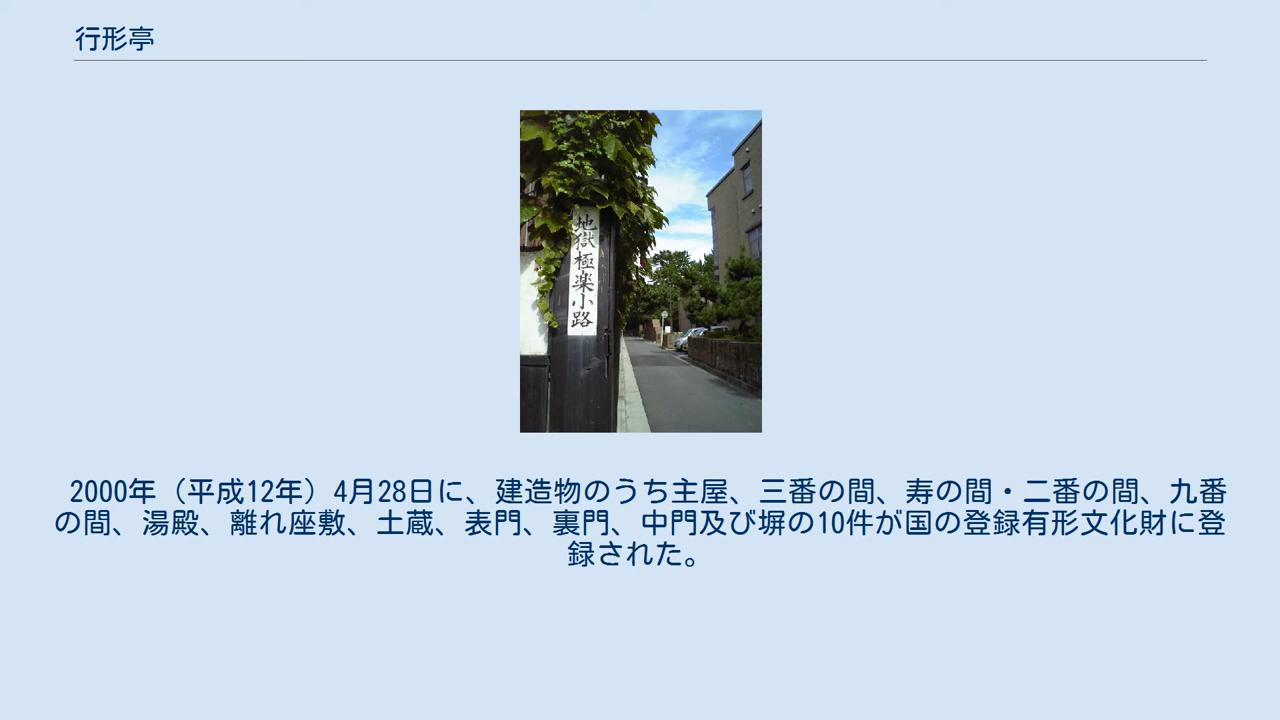 行形亭
地獄極楽小路
2000年（平成12年）4月28日に、建造物のうち主屋、三番の間、寿の間・二番の間、九番
の間、湯殿、離れ座敷、土蔵、表門、裏門、中門及び塀の10件が国の登録有形文化財に登
録された。